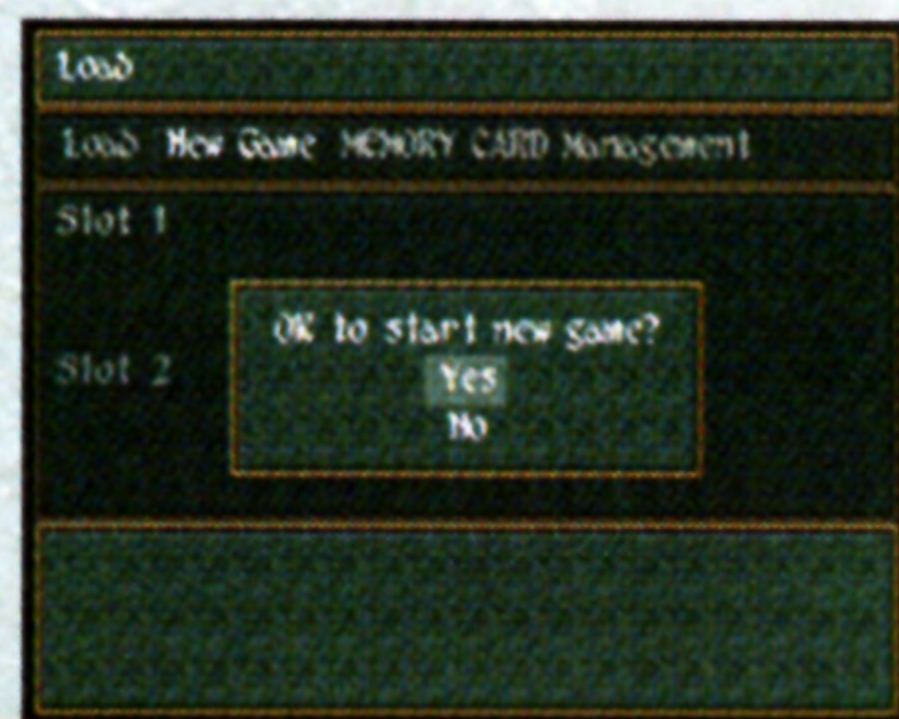 Load
Load New Game MEMORY CARD Management
Slot 1
OK to start new game?
Slot 2
Yes
No